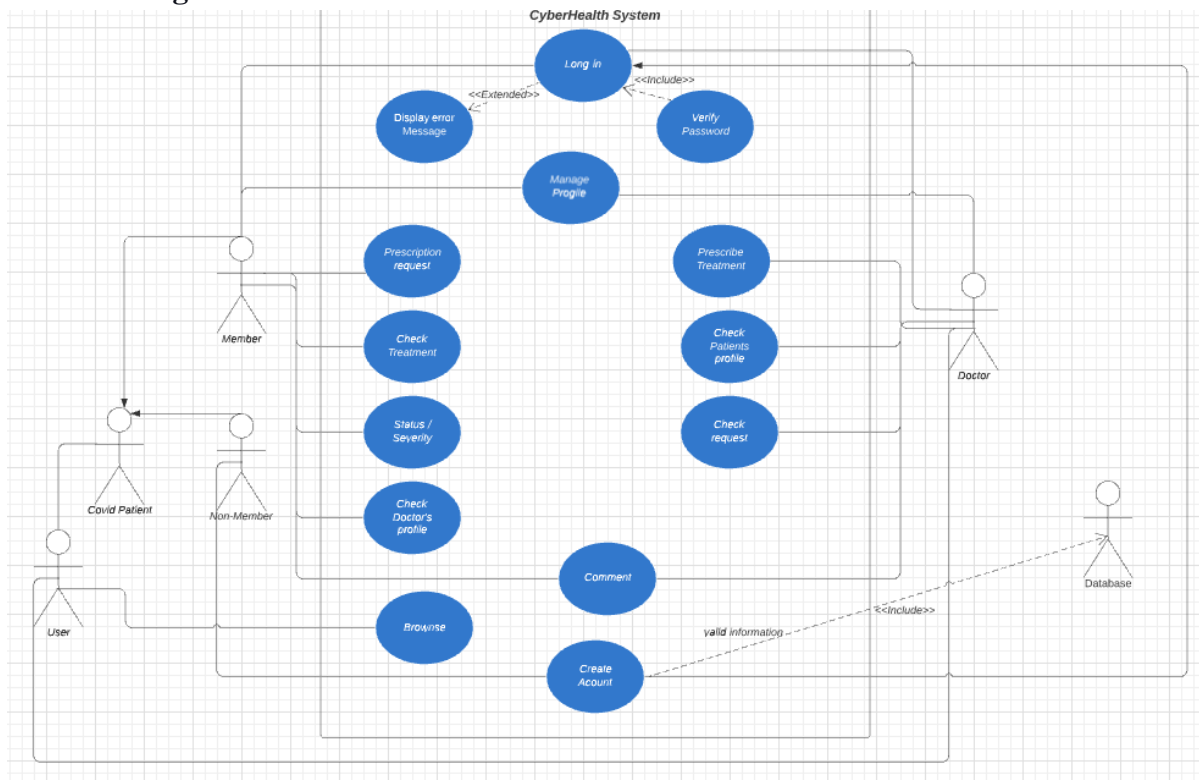 CyberHealth System
Long in
<<Include>>
<<Extended>>
Display error
Message
Verify
Password
Manage
Progile
Prescription
request
Prescribe
Treatment
Member
Check
Treatment
Check
Patients
profile
Doctor
Status /
Severity
Check
request
Covid Patient
Non-Member
Check
Doctor's
profile
Comment
Database
<<Include>>
User
Brownse
valid information
Create
Acount